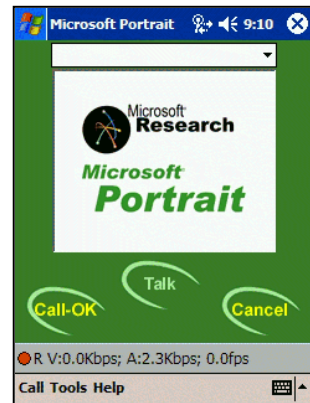 Microsoft Portrait 9:10
Microsoft
Research
Microsoft
Portrait
Talk
Call-OK Cancel
R V:0.0Kbps; A:2.3Kbps; 0.0fps
Call Tools Help